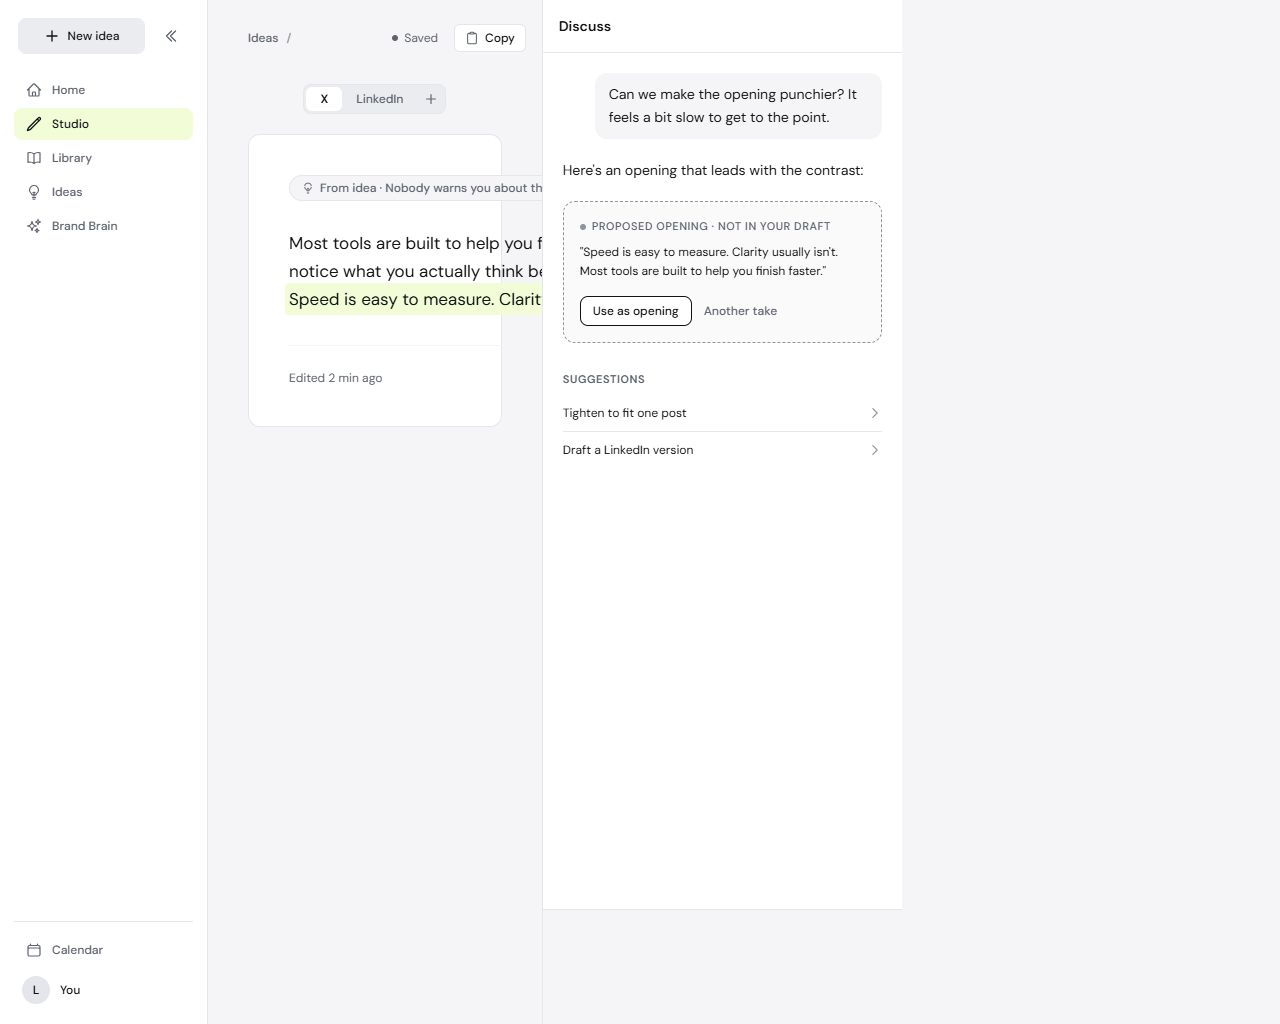 New idea
Home
Studio
Library
Ideas
Brand Brain
Calendar
L
You
Ideas /
Saved
Copy
X
LinkedIn
From idea · Nobody warns you about th
Most tools are built to help you f
notice what you actually think be
Speed is easy to measure. Clarit
Edited 2 min ago
Discuss
Can we make the opening punchier? It
feels a bit slow to get to the point.
Here's an opening that leads with the contrast:
PROPOSED OPENING · NOT IN YOUR DRAFT
"Speed is easy to measure. Clarity usually isn't.
Most tools are built to help you finish faster."
Use as opening
Another take
SUGGESTIONS
Tighten to fit one post
Draft a LinkedIn version